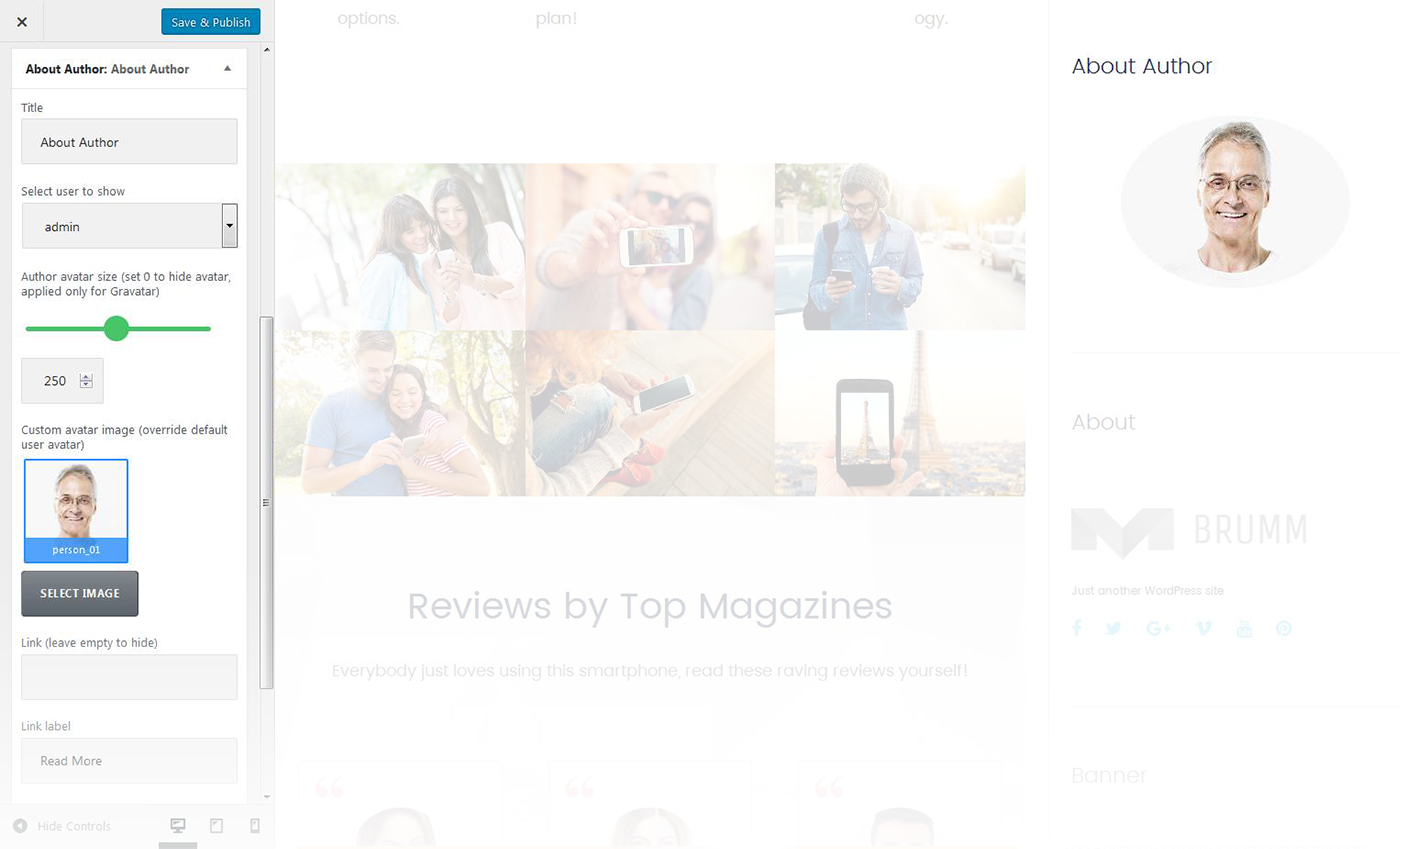 Save & Publish
About Author: About Author
Title
About Author
Select user to show
admin
Author avatar size (set 0 to hide avatar,
applied only for Gravatar)
250
Custom avatar image (override default
user avatar)
person_01
SELECT IMAGE
Link (leave empty to hide)
Link label
Read More
Hide Controls
options.
plan!
ogy.
Reviews by Top Magazines
Everybody just loves using this smartphone, read these raving reviews yourself!
About Author
About
BRUMM
Just another WordPress site
Banner